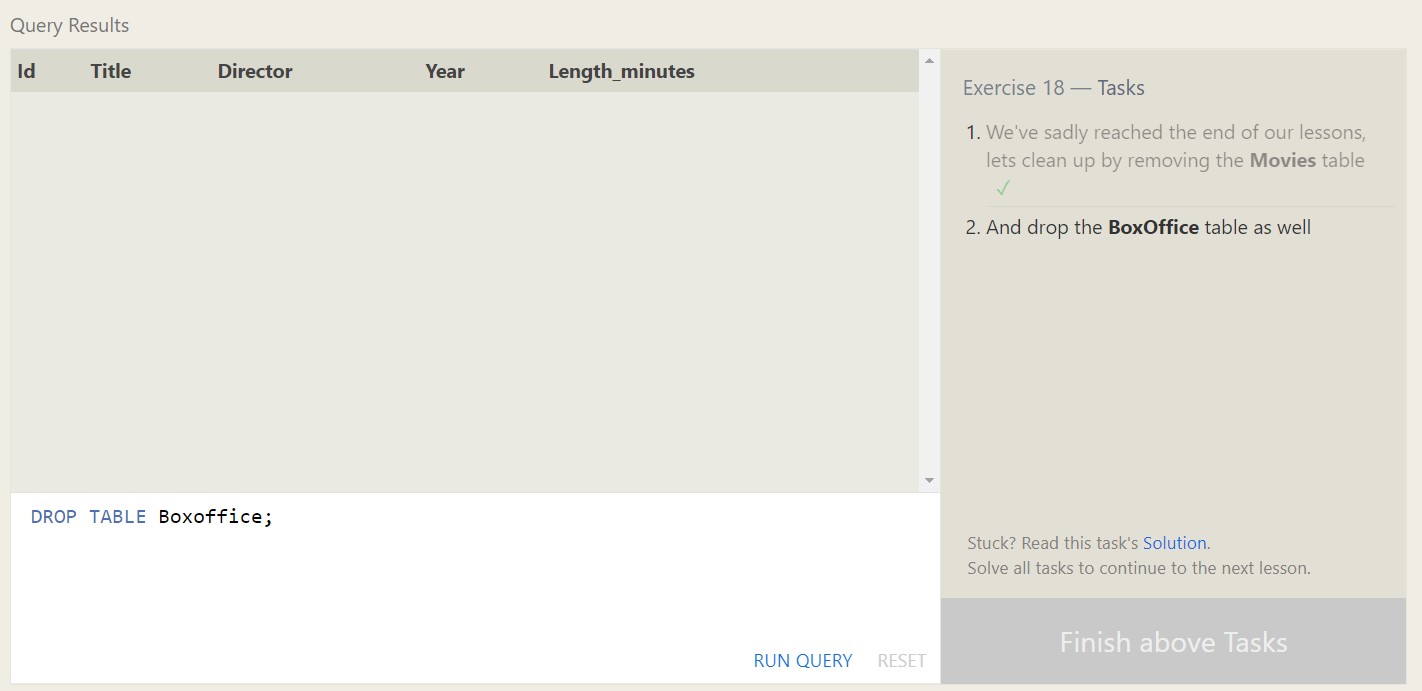 Query Results
Id Title Director Year Length_minutes
DROP TABLE Boxoffice;
RUN QUERY RESET
Exercise 18 — Tasks
1. We've sadly reached the end of our lessons,
lets clean up by removing the Movies table
✓
2. And drop the BoxOffice table as well
Stuck? Read this task's Solution.
Solve all tasks to continue to the next lesson.
Finish above Tasks